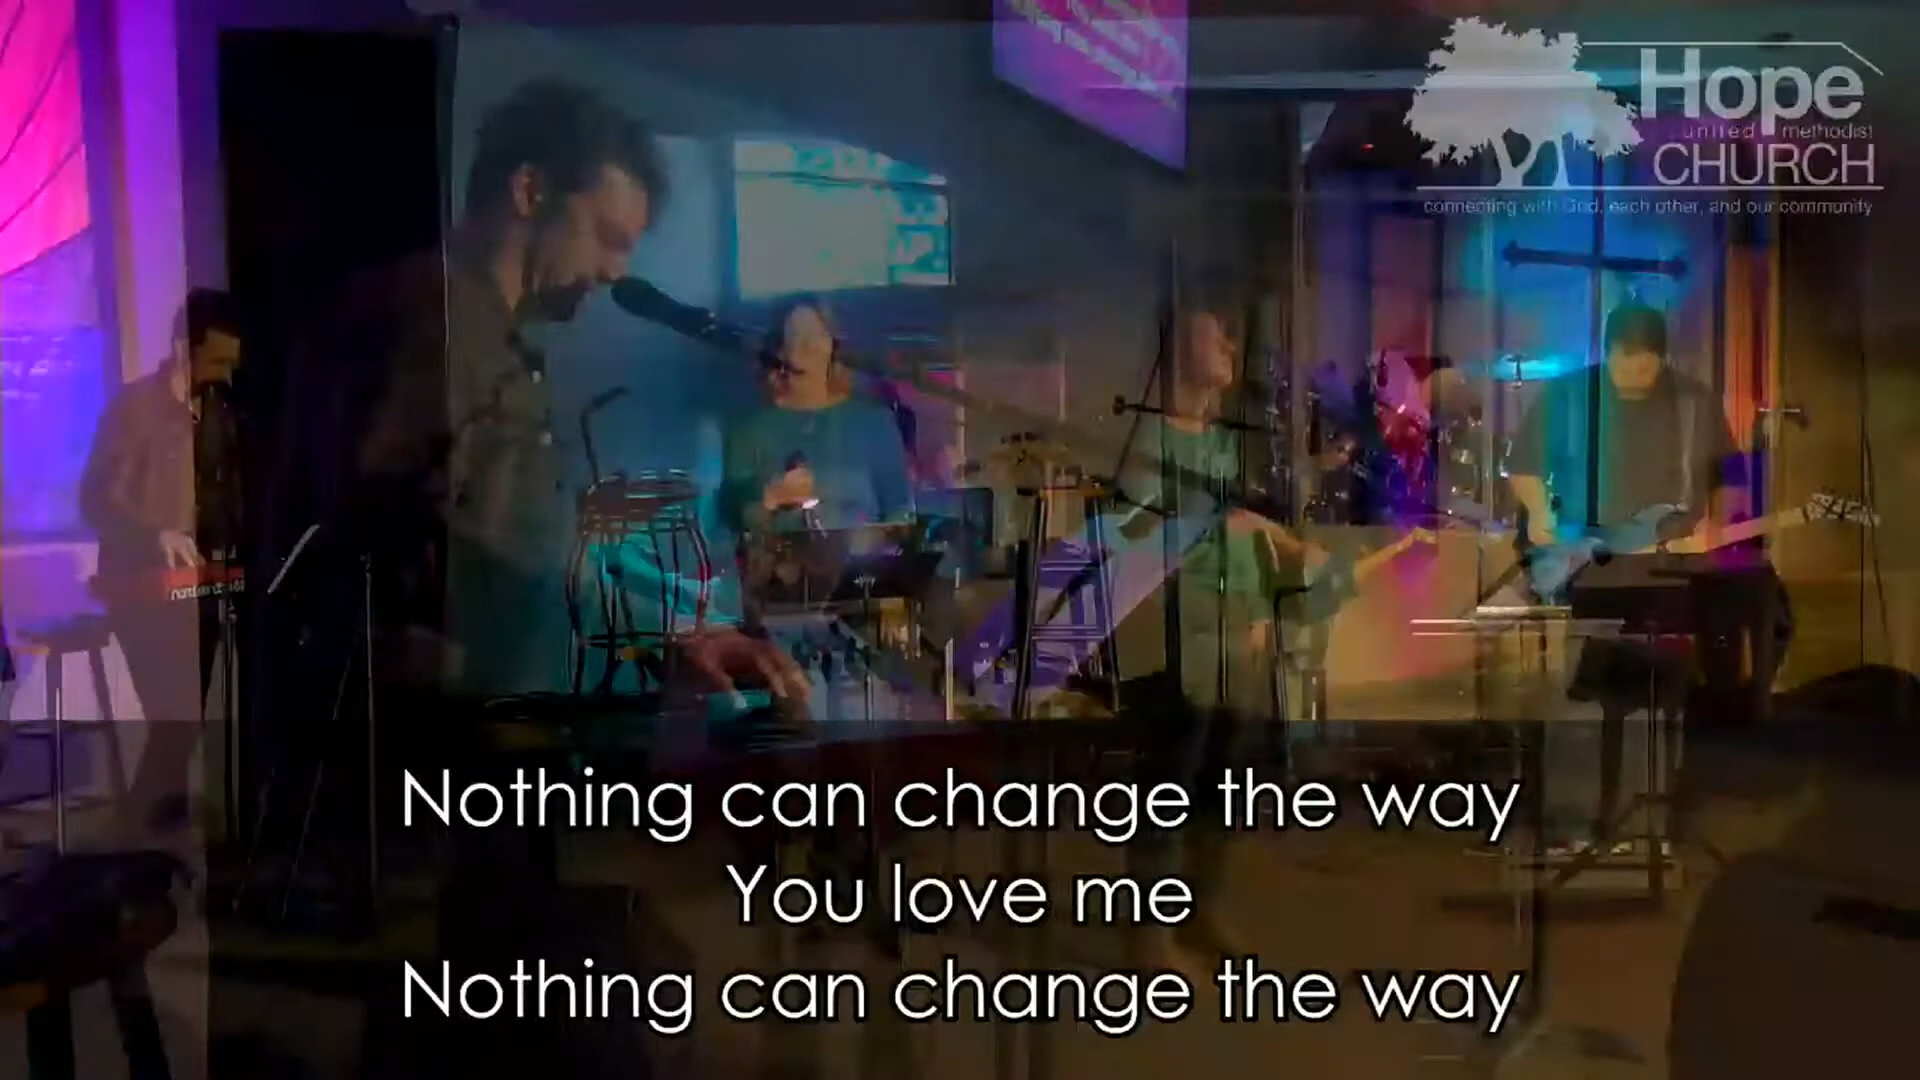 Hope
united methodist
CHURCH
connecting with God, each other, and our community
Nothing can change the way
You love me
Nothing can change the way